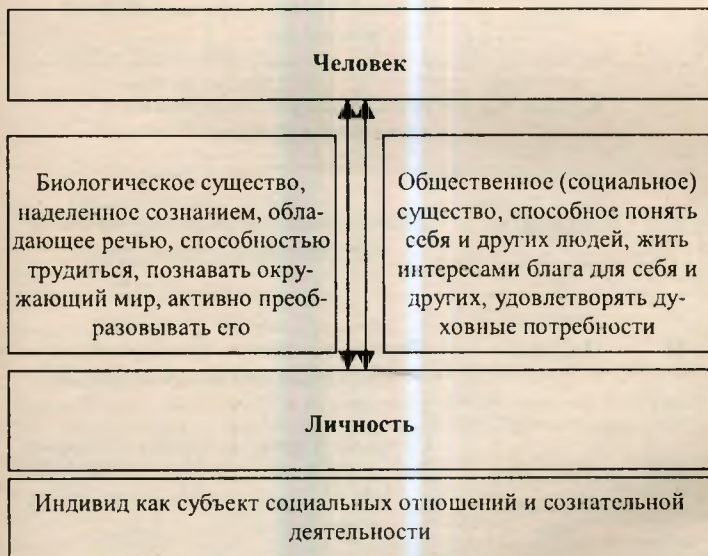 Человек
Биологическое существо,
наделенное сознанием, обла-
дающее речью, способностью
трудиться, познавать окру-
жающий мир, активно преоб-
разовывать его
Общественное (социальное)
существо, способное понять
себя и других людей, жить
интересами блага для себя и
других, удовлетворять ду-
ховные потребности
Личность
Индивид как субъект социальных отношений и сознательной
деятельности